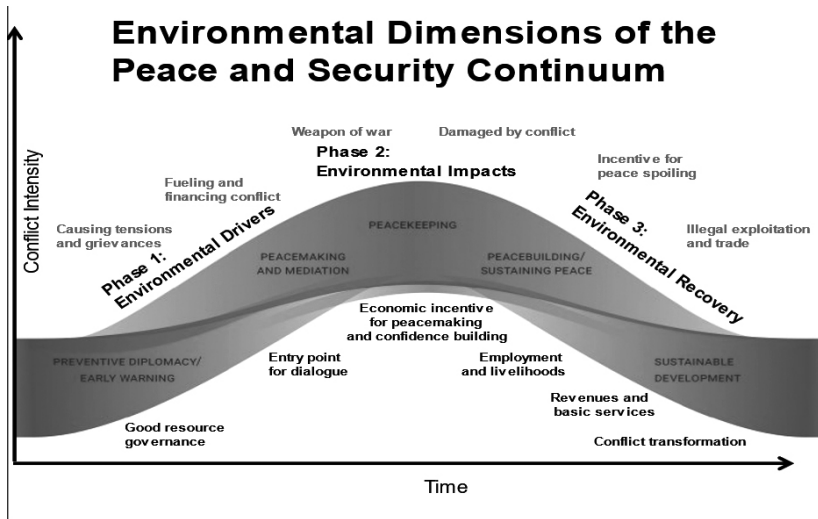 Environmental Dimensions of the
Peace and Security Continuum
Conflict Intensity
Weapon of war
Damaged by conflict
Phase 2:
Environmental Impacts
Fueling and
financing conflict
Incentive for
peace spoiling
Causing tensions
and grievances
Phase 1:
Environmental Drivers
Phase 3:
Environmental Recovery
Illegal exploitation
and trade
PEACEKEEPING
PEACEMAKING
AND MEDIATION
PEACEBUILDING/
SUSTAINING PEACE
PREVENTIVE DIPLOMACY/
EARLY WARNING
SUSTAINABLE
DEVELOPMENT
Economic incentive
for peacemaking
and confidence building
Entry point
for dialogue
Employment
and livelihoods
Revenues and
basic services
Good resource
governance
Conflict transformation
Time